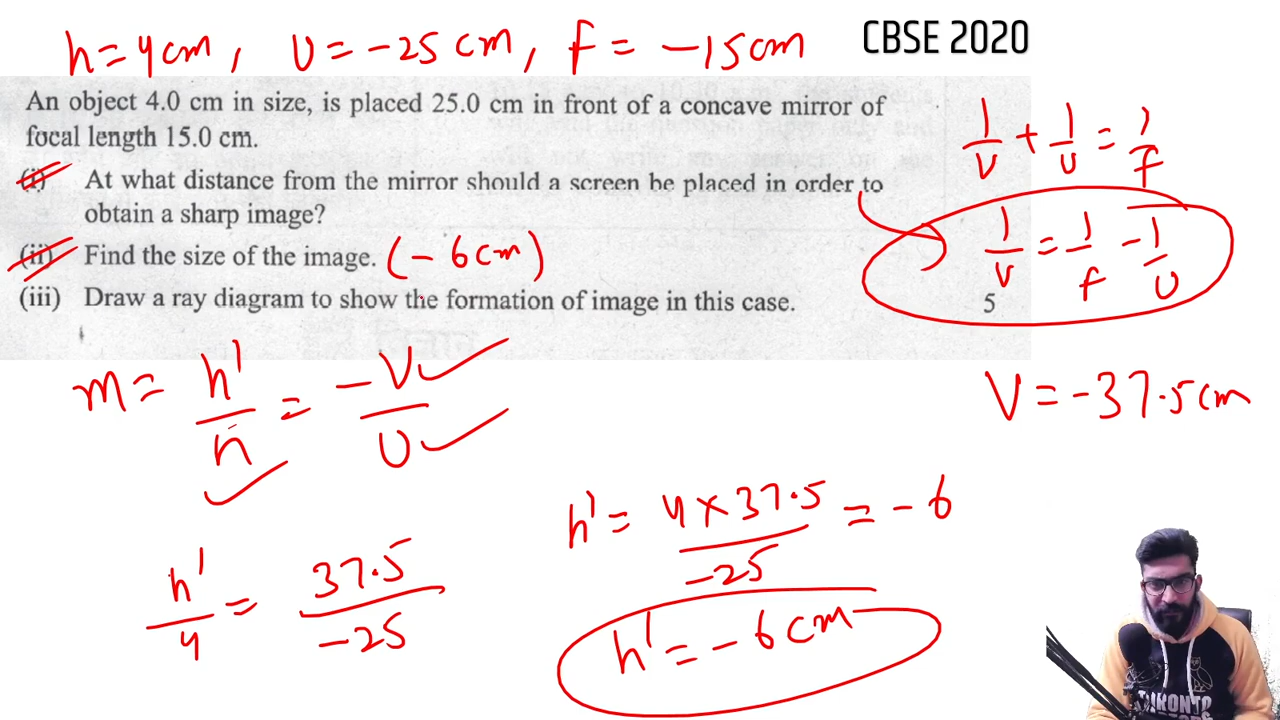 h = 4 cm, u = -25 cm, f = -15 cm
CBSE 2020
An object 4.0 cm in size, is placed 25.0 cm in front of a concave mirror of
focal length 15.0 cm.
(i) At what distance from the mirror should a screen be placed in order to
obtain a sharp image?
(ii) Find the size of the image. (-6 cm)
(iii) Draw a ray diagram to show the formation of image in this case.
5
1/v + 1/u = 1/f
1/v = 1/f - 1/u
v = -37.5 cm
m = h'/h = -v/u
h'/4 = 37.5/-25
h' = 4 × 37.5/-25 = -6
h' = -6 cm